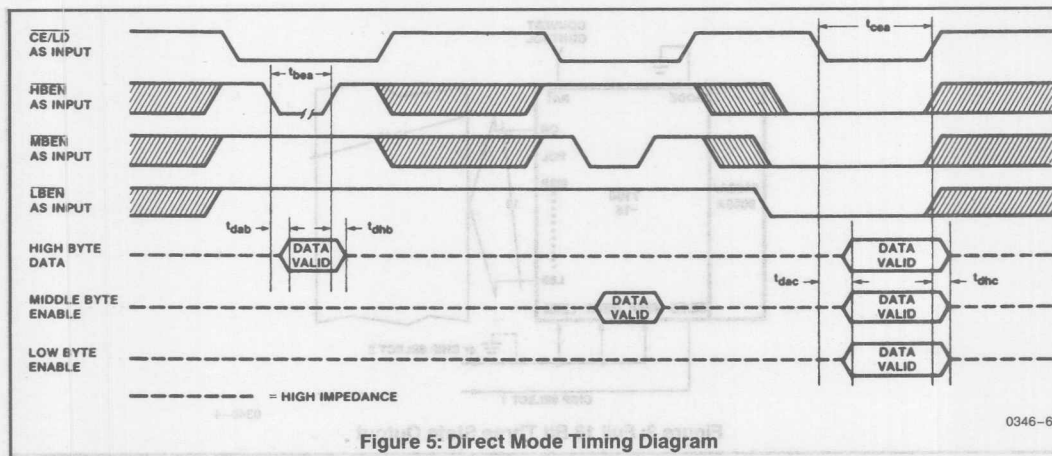 CE/LD
AS INPUT
tcea
HBEN
AS INPUT
tbea
MBEN
AS INPUT
LBEN
AS INPUT
tdab
tdhb
HIGH BYTE
DATA
DATA
VALID
DATA
VALID
tdac
tdhc
MIDDLE BYTE
ENABLE
DATA
VALID
DATA
VALID
LOW BYTE
ENABLE
DATA
VALID
= HIGH IMPEDANCE
0346-6
Figure 5: Direct Mode Timing Diagram